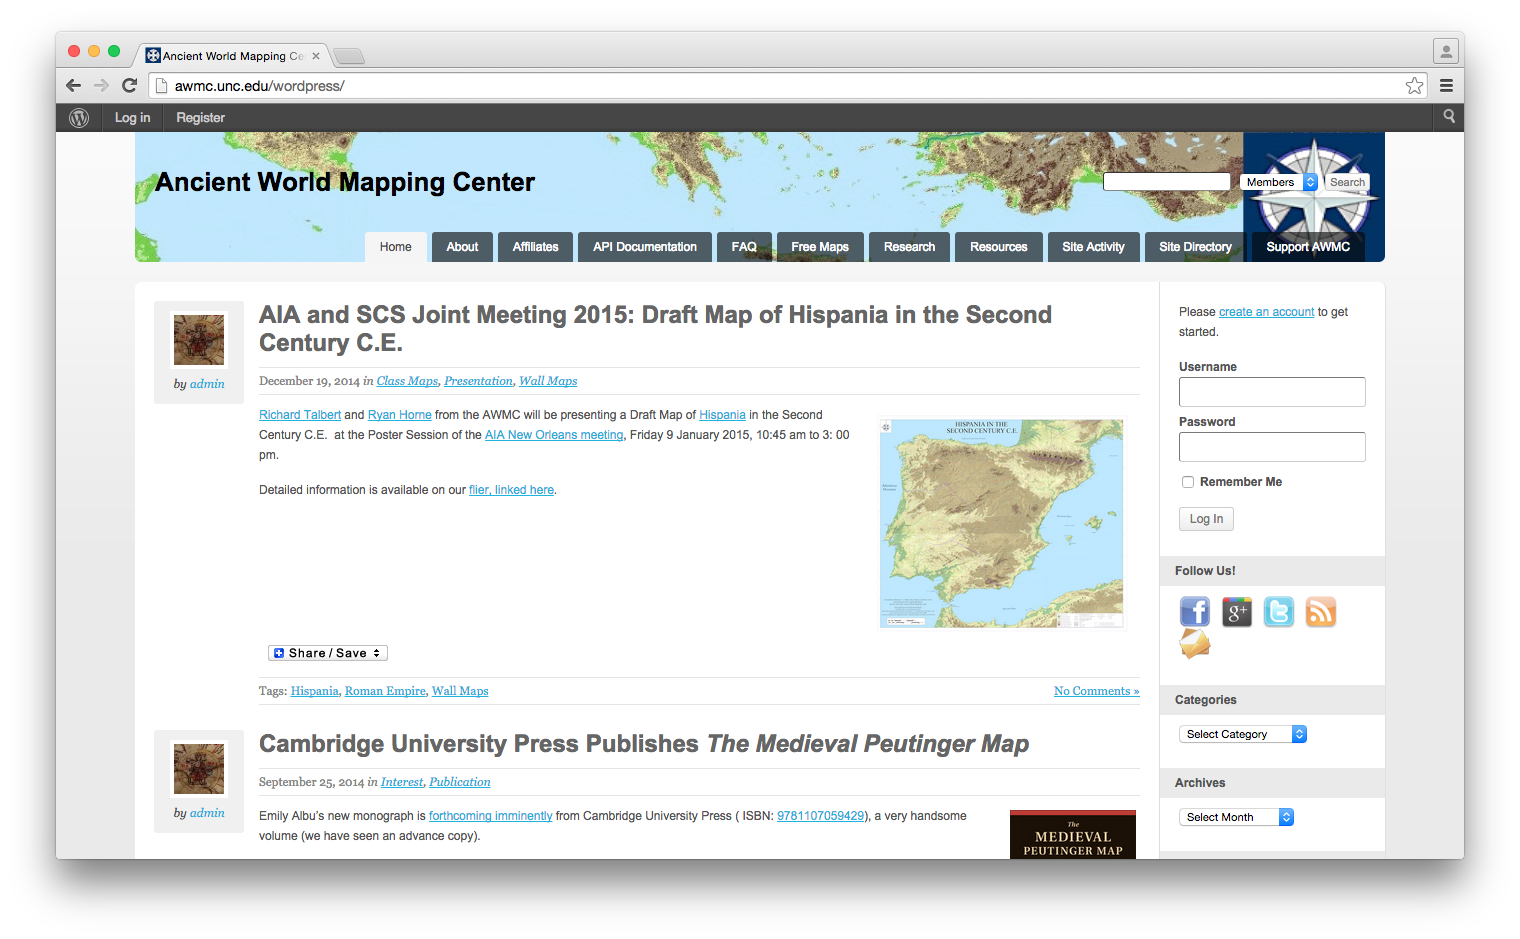 Ancient World Mapping Ce
awmc.unc.edu/wordpress/
Log in
Register
Ancient World Mapping Center
Members
Search
Home
About
Affiliates
API Documentation
FAQ
Free Maps
Research
Resources
Site Activity
Site Directory
Support AWMC
AIA and SCS Joint Meeting 2015: Draft Map of Hispania in the Second
Century C.E.
by admin
December 19, 2014 in Class Maps, Presentation, Wall Maps
Richard Talbert and Ryan Horne from the AWMC will be presenting a Draft Map of Hispania in the Second
Century C.E.  at the Poster Session of the AIA New Orleans meeting, Friday 9 January 2015, 10:45 am to 3: 00
pm.
Detailed information is available on our flier, linked here.
HISPANIA IN THE
SECOND CENTURY C.E.
Share / Save
Tags: Hispania, Roman Empire, Wall Maps
No Comments »
Cambridge University Press Publishes The Medieval Peutinger Map
by admin
September 25, 2014 in Interest, Publication
Emily Albu's new monograph is forthcoming imminently from Cambridge University Press ( ISBN: 9781107059429), a very handsome
volume (we have seen an advance copy).
The
MEDIEVAL
PEUTINGER MAP
Please create an account to get
started.
Username
Password
Remember Me
Log In
Follow Us!
Categories
Select Category
Archives
Select Month